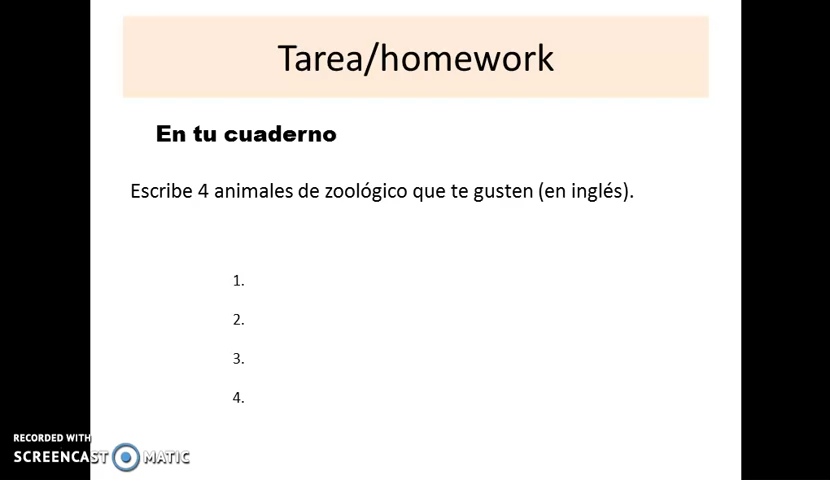 Tarea/homework
En tu cuaderno
Escribe 4 animales de zoológico que te gusten (en inglés).
1.
2.
3.
4.
RECORDED WITH
SCREENCAST MATIC